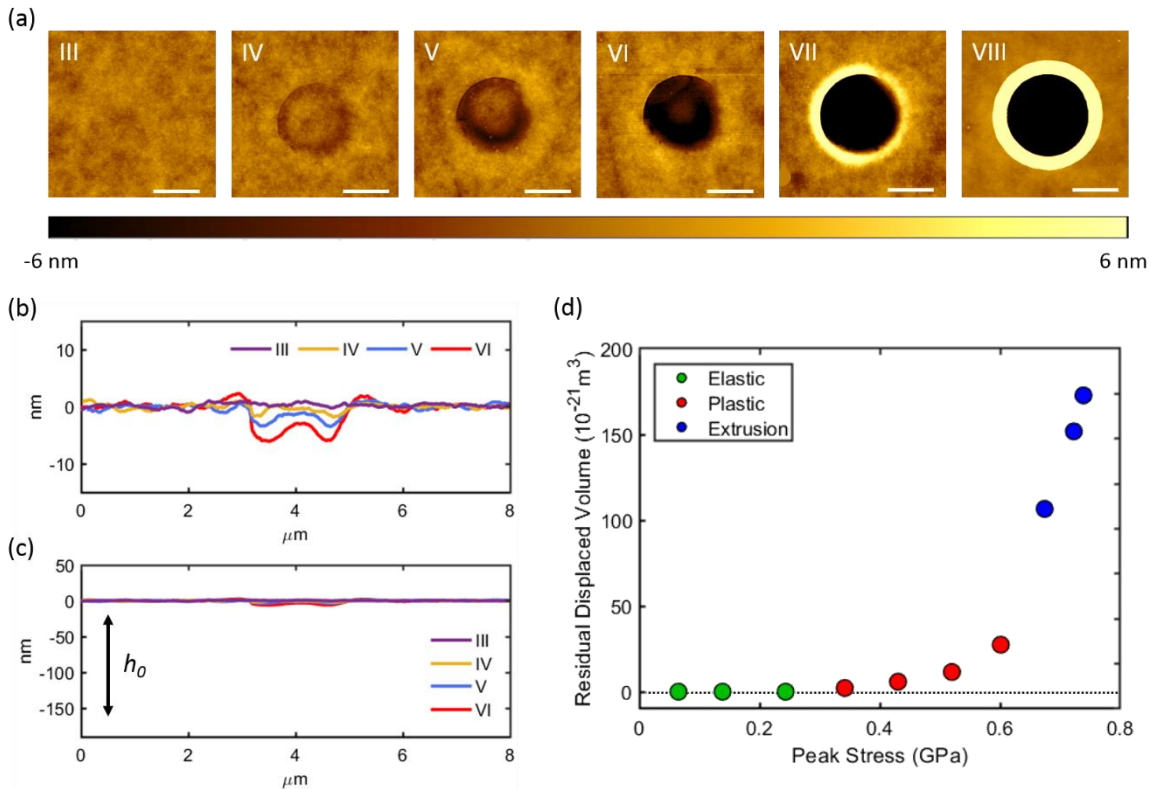 (a)
III IV V VI VII VIII
-6 nm 6 nm
(b)
III IV V VI
10
0
-10
nm
0 2 4 6 8
μm
(c)
50
0
-50
-100
-150
nm
h0
III
IV
V
VI
0 2 4 6 8
μm
(d)
200
150
100
50
0
Residual Displaced Volume (10⁻²¹m³)
Elastic
Plastic
Extrusion
0 0.2 0.4 0.6 0.8
Peak Stress (GPa)